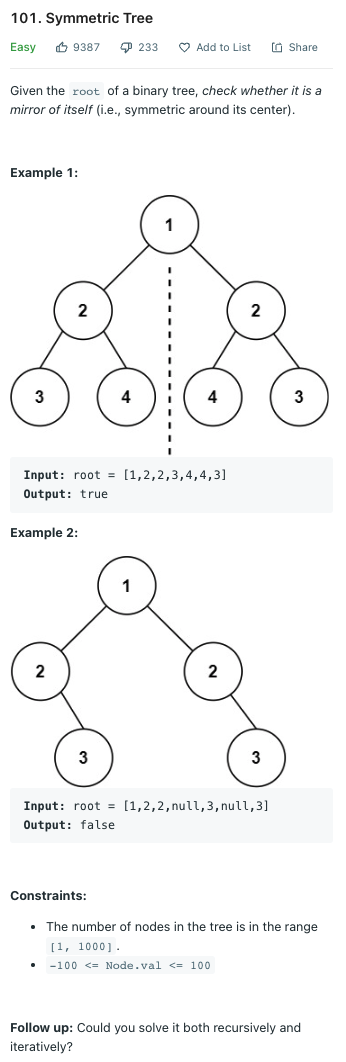 101. Symmetric Tree
Easy 9387 233 Add to List Share
Given the root of a binary tree, check whether it is a
mirror of itself (i.e., symmetric around its center).
Example 1:
1
2 2
3 4 4 3
Input: root = [1,2,2,3,4,4,3]
Output: true
Example 2:
1
2 2
3 3
Input: root = [1,2,2,null,3,null,3]
Output: false
Constraints:
• The number of nodes in the tree is in the range
[1, 1000].
• -100 <= Node.val <= 100
Follow up: Could you solve it both recursively and
iteratively?